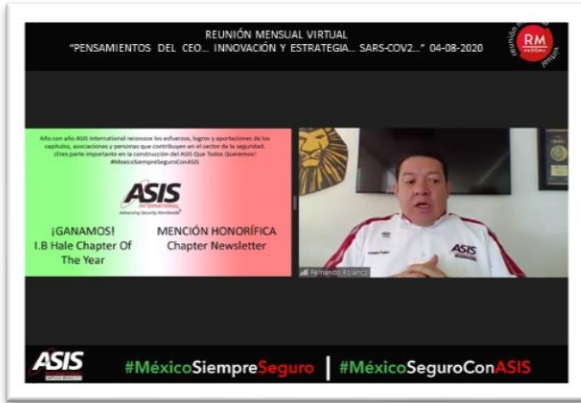 REUNIÓN MENSUAL VIRTUAL
"PENSAMIENTOS DEL CEO... INNOVACIÓN Y ESTRATEGIA... SARS-COV2..." 04-08-2020
reunión
RM
virtual
Año con año ASIS International reconoce los esfuerzos, logros y aportaciones de los
capítulos, asociaciones y personas que contribuyen en el sector de la seguridad.
¡Eres parte importante en la construcción del ASIS Que Todos Queremos!
#MéxicoSiempreSeguroConASIS
ASIS
INTERNATIONAL
Advancing Security Worldwide
¡GANAMOS!
I.B Hale Chapter Of
The Year
MENCIÓN HONORÍFICA
Chapter Newsletter
ASIS
Fernando Polanco
ASIS
#MéxicoSiempreSeguro | #MéxicoSeguroConASIS